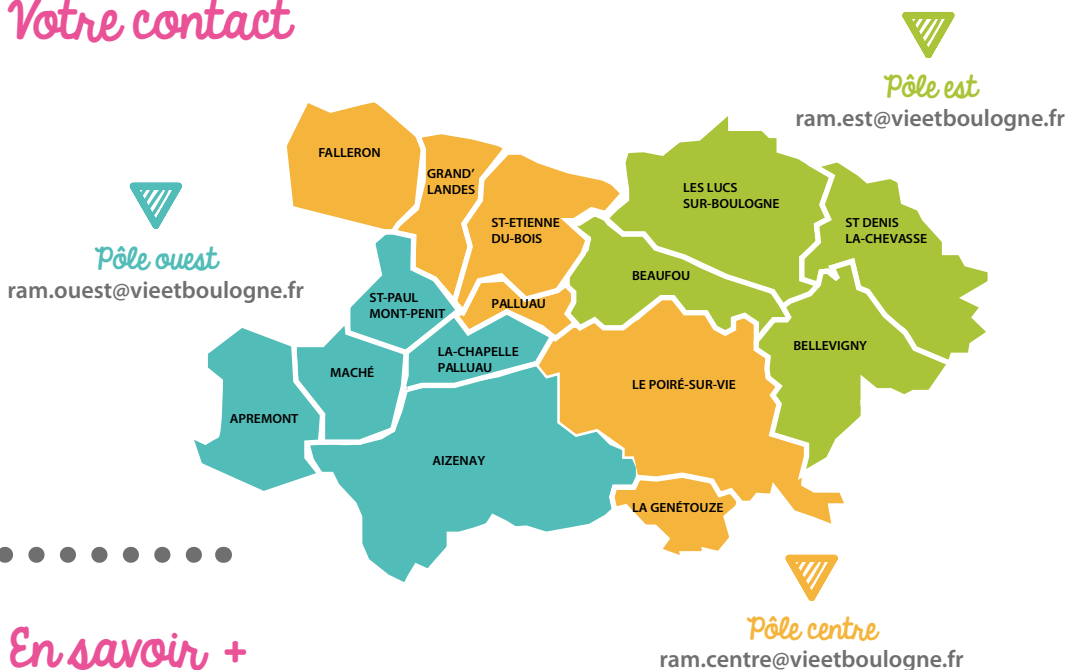 Votre contact
Pôle est
ram.est@vieetboulogne.fr
FALLERON
GRAND'
LANDES
LES LUCS
SUR-BOULOGNE
ST-ETIENNE
DU-BOIS
ST DENIS
LA-CHEVASSE
Pôle ouest
ram.ouest@vieetboulogne.fr
BEAUFOU
ST-PAUL
MONT-PENIT
PALLUAU
BELLEVIGNY
LA-CHAPELLE
PALLUAU
MACHÉ
LE POIRÉ-SUR-VIE
APREMONT
AIZENAY
LA GENÉTOUZE
Pôle centre
ram.centre@vieetboulogne.fr
En savoir +